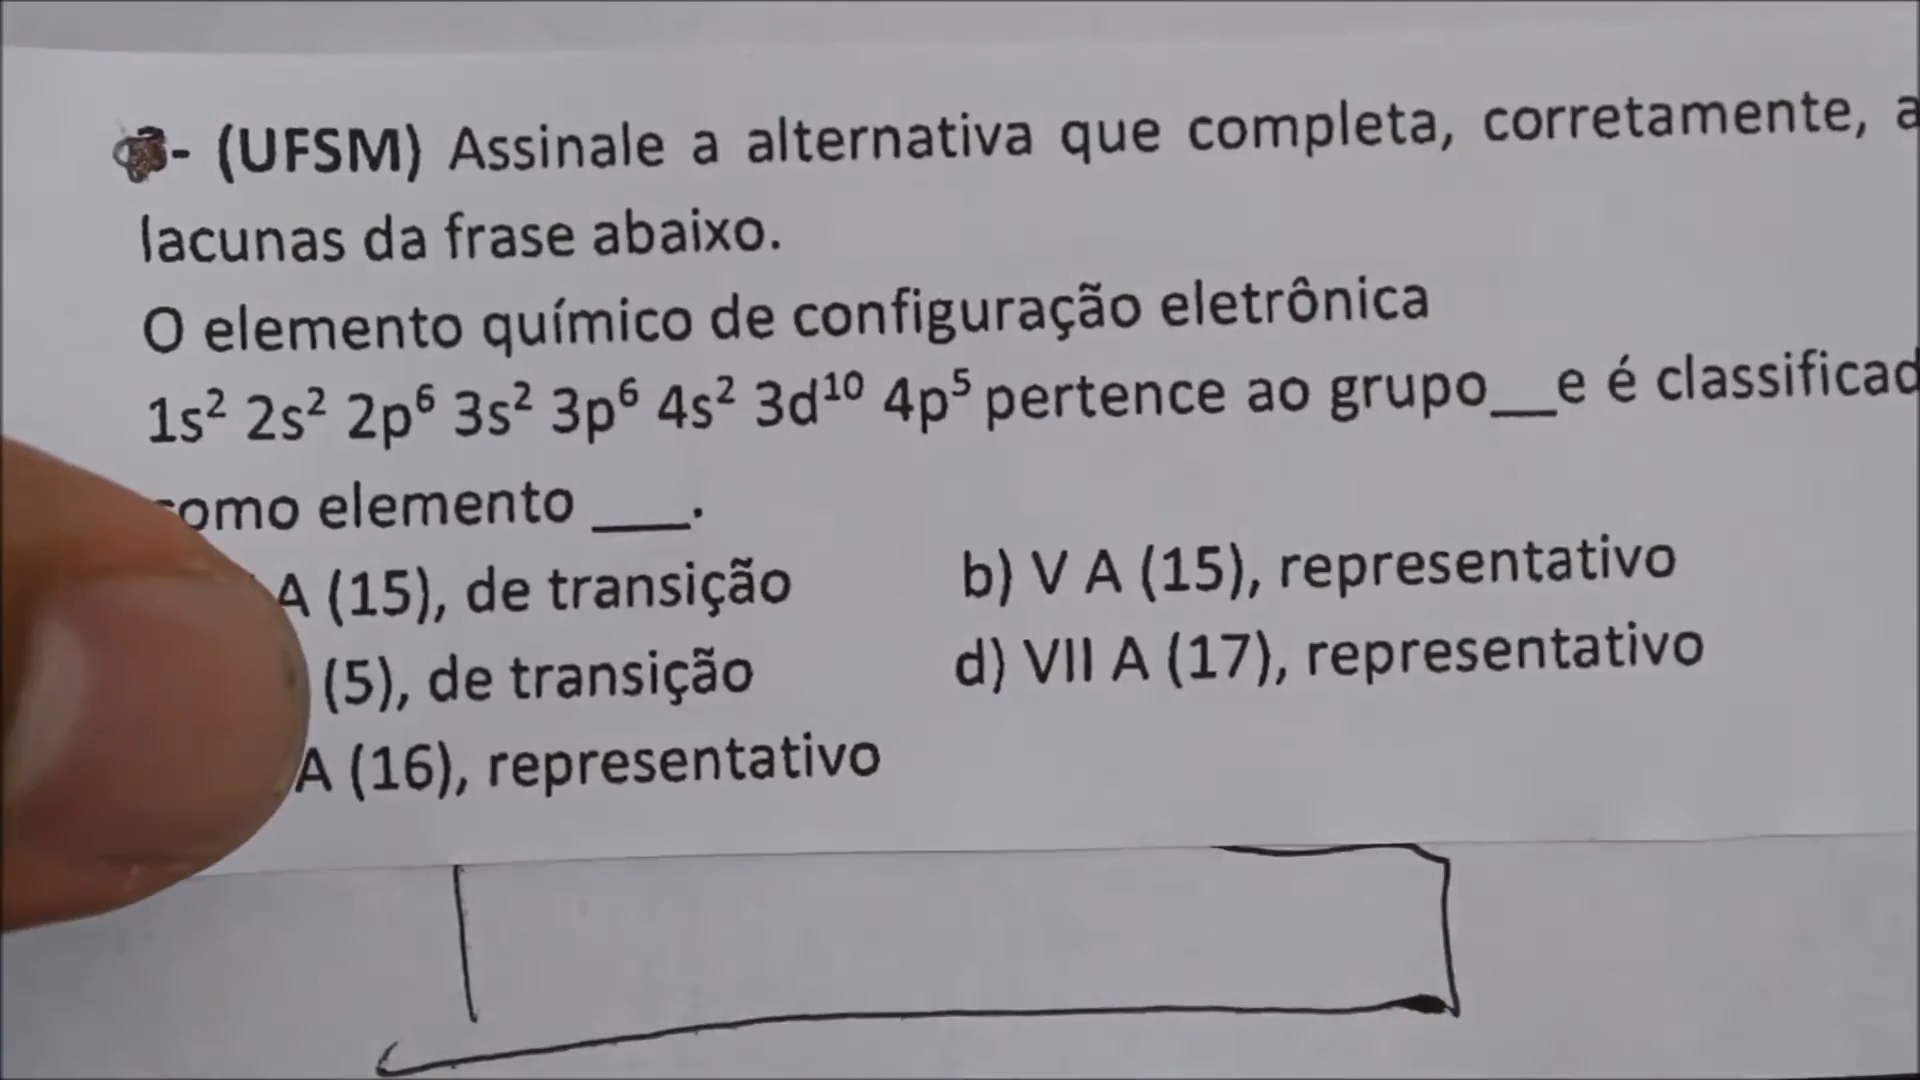 - (UFSM) Assinale a alternativa que completa, corretamente, a
lacunas da frase abaixo.
O elemento químico de configuração eletrônica
1s² 2s² 2p⁶ 3s² 3p⁶ 4s² 3d¹⁰ 4p⁵ pertence ao grupo__e é classificad
omo elemento ___.
A (15), de transição b) V A (15), representativo
(5), de transição d) VII A (17), representativo
A (16), representativo